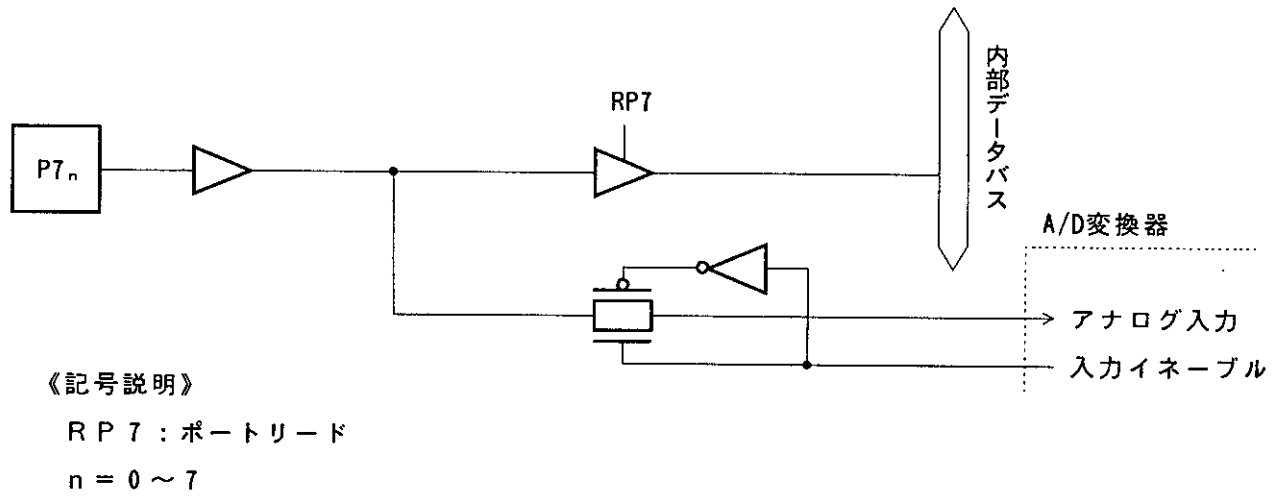 RP7
P7n
内部データバス
A/D変換器
アナログ入力
入力イネーブル
《記号説明》
RP7:ポートリード
n=0~7